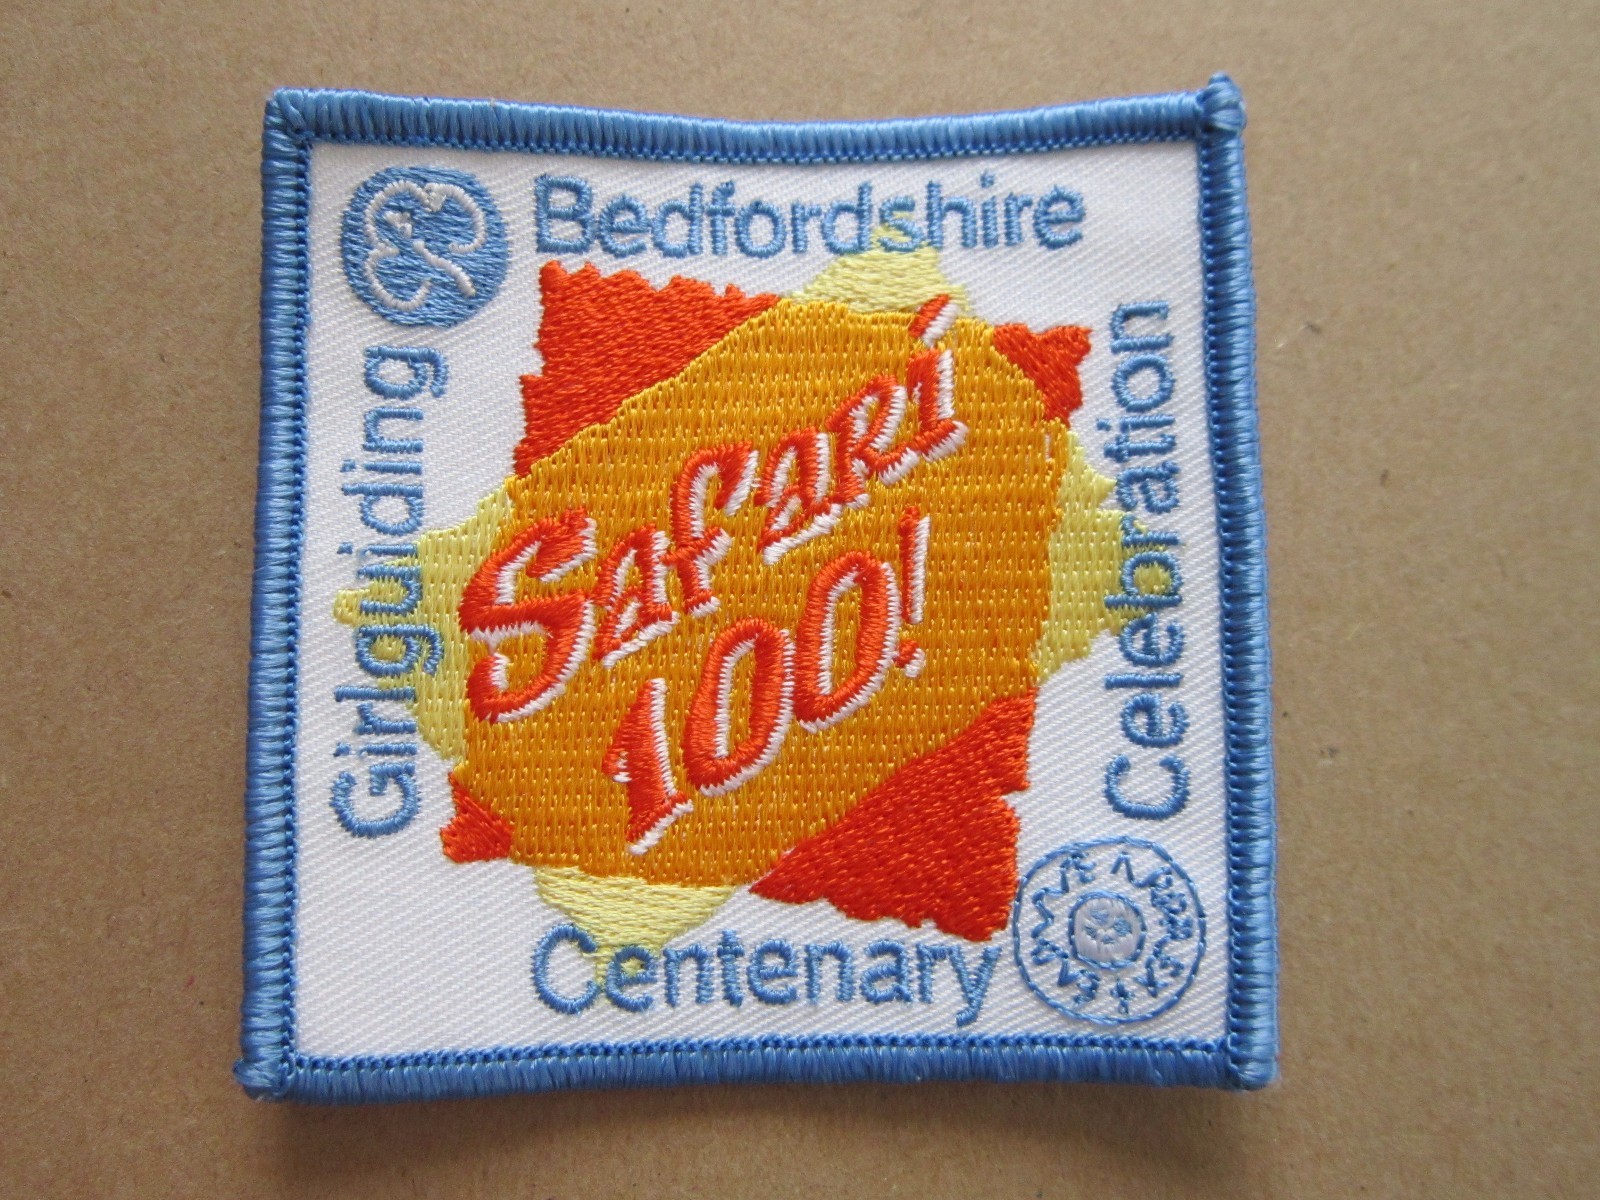 Girlguiding
Bedfordshire
Safari
100!
Centenary
Celebration